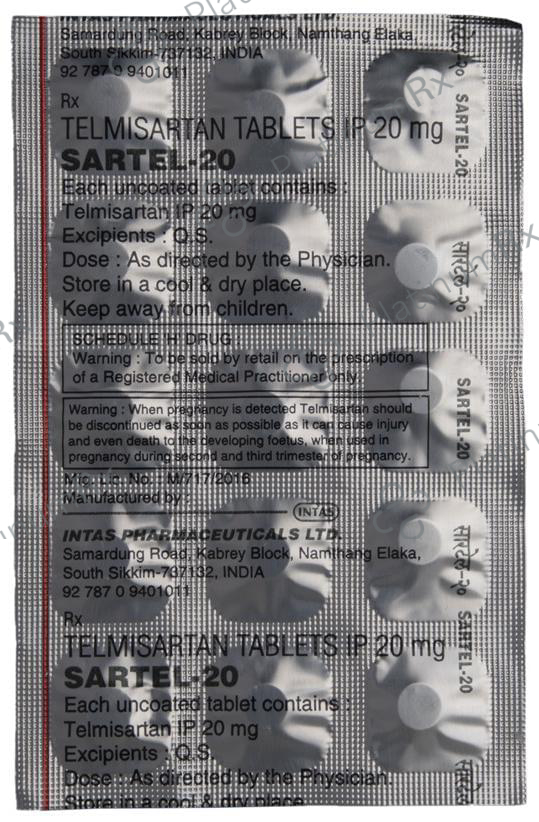 INTAS PHARMACEUTICALS LTD.
Samardung Road, Kabrey Block, Namthang Elaka,
South Sikkim-737132, INDIA
92 787 0 9401011
Rx
TELMISARTAN TABLETS IP 20 mg
SARTEL-20
Each uncoated tablet contains :
Telmisartan IP 20 mg
Excipients : Q.S.
Dose : As directed by the Physician.
Store in a cool & dry place.
Keep away from children.
SCHEDULE 'H' DRUG
Warning : To be sold by retail on the prescription
of a Registered Medical Practitioner only.
Warning : When pregnancy is detected Telmisartan should
be discontinued as soon as possible as it can cause injury
and even death to the developing foetus, when used in
pregnancy during second and third trimester of pregnancy.
Mfg. Lic. No. : M/717/2016
Manufactured by :
INTAS
INTAS PHARMACEUTICALS LTD.
Samardung Road, Kabrey Block, Namthang Elaka,
South Sikkim-737132, INDIA
92 787 0 9401011
Rx
TELMISARTAN TABLETS IP 20 mg
SARTEL-20
Each uncoated tablet contains :
Telmisartan IP 20 mg
Excipients : Q.S.
Dose : As directed by the Physician.
Store in a cool & dry place
सारटेल-२०
SARTEL-20
सारटेल-२०
SARTEL-20
सारटेल-२०
SARTEL-20
सारटेल